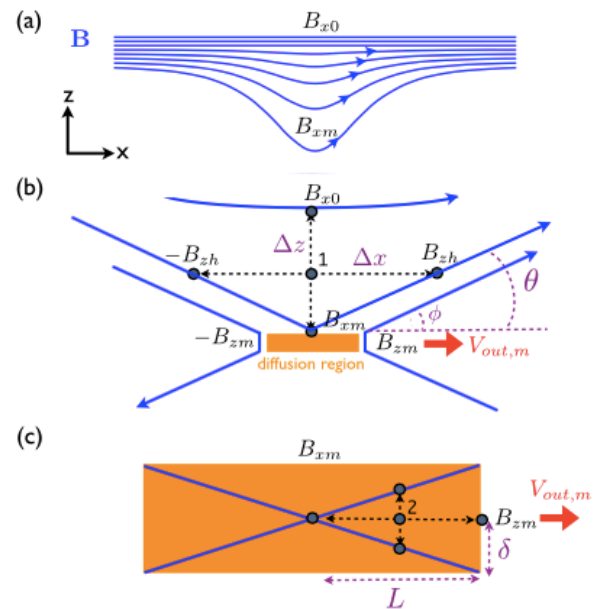 (a)
B
B_{x0}
B_{xm}
z
x
(b)
B_{x0}
Δz
1
Δx
-B_{zh}
B_{zh}
θ
B_{xm}
ϕ
-B_{zm}
B_{zm}
V_{out,m}
diffusion region
(c)
B_{xm}
2
V_{out,m}
B_{zm}
δ
L